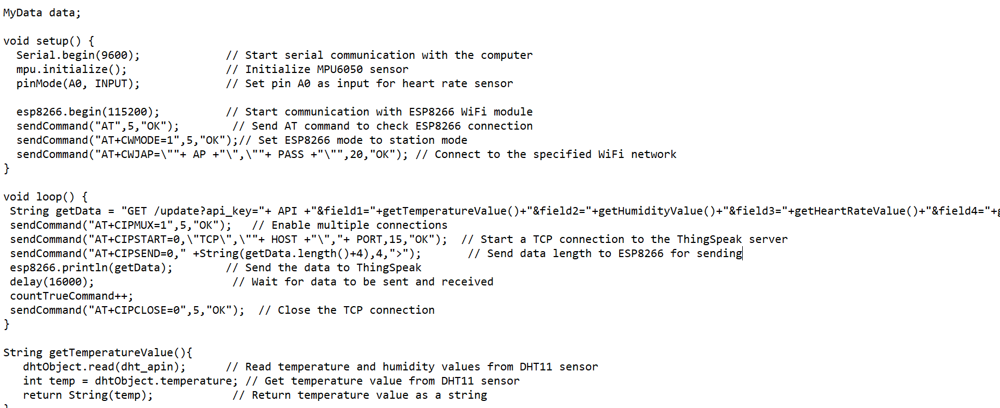 MyData data;

void setup() {
  Serial.begin(9600);             // Start serial communication with the computer
  mpu.initialize();               // Initialize MPU6050 sensor
  pinMode(A0, INPUT);             // Set pin A0 as input for heart rate sensor

  esp8266.begin(115200);          // Start communication with ESP8266 WiFi module
  sendCommand("AT",5,"OK");        // Send AT command to check ESP8266 connection
  sendCommand("AT+CWMODE=1",5,"OK");// Set ESP8266 mode to station mode
  sendCommand("AT+CWJAP=\""+ AP +"\",\""+ PASS +"\"",20,"OK"); // Connect to the specified WiFi network
}

void loop() {
 String getData = "GET /update?api_key="+ API +"&field1="+getTemperatureValue()+"&field2="+getHumidityValue()+"&field3="+getHeartRateValue()+"&field4="+
 sendCommand("AT+CIPMUX=1",5,"OK");   // Enable multiple connections
 sendCommand("AT+CIPSTART=0,\"TCP\",\""+ HOST +"\","+ PORT,15,"OK");  // Start a TCP connection to the ThingSpeak server
 sendCommand("AT+CIPSEND=0," +String(getData.length()+4),4,">");       // Send data length to ESP8266 for sending
 esp8266.println(getData);        // Send the data to ThingSpeak
 delay(16000);                     // Wait for data to be sent and received
 countTrueCommand++;
 sendCommand("AT+CIPCLOSE=0",5,"OK");  // Close the TCP connection
}

String getTemperatureValue(){
   dhtObject.read(dht_apin);      // Read temperature and humidity values from DHT11 sensor
   int temp = dhtObject.temperature; // Get temperature value from DHT11 sensor
   return String(temp);            // Return temperature value as a string